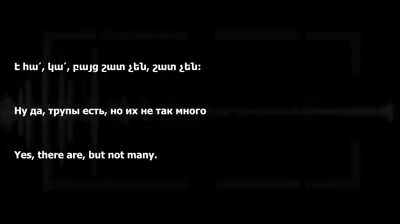 Է հա՛, կա՛, բայց շատ չեն, շատ չեն:
Ну да, трупы есть, но их не так много
Yes, there are, but not many.